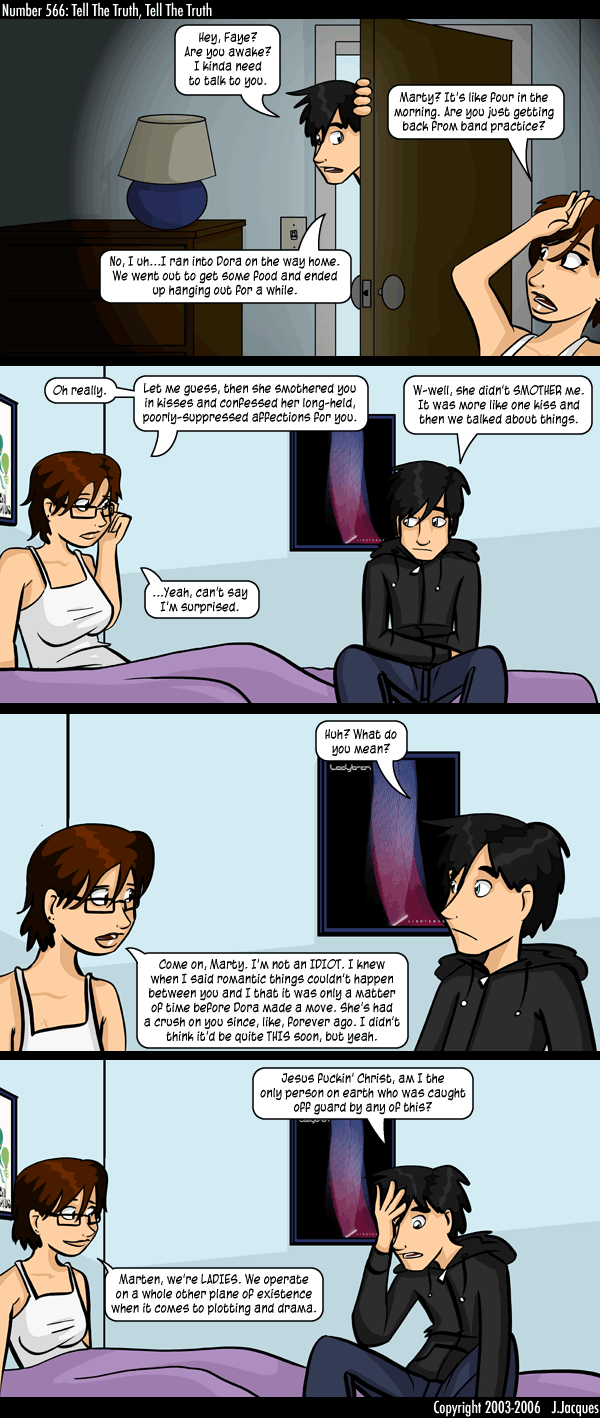 Number 566: Tell The Truth, Tell The Truth
Hey, Faye?
Are you awake?
I kinda need
to talk to you.
Marty? It's like four in the
morning. Are you just getting
back from band practice?
No, I uh...I ran into Dora on the way home.
We went out to get some food and ended
up hanging out for a while.
Oh really.
Let me guess, then she smothered you
in kisses and confessed her long-held,
poorly-suppressed affections for you.
W-well, she didn't SMOTHER me.
It was more like one kiss and
then we talked about things.
...Yeah, can't say
I'm surprised.
Huh? What do
you mean?
Ladytron
Come on, Marty. I'm not an IDIOT. I knew
when I said romantic things couldn't happen
between you and I that it was only a matter
of time before Dora made a move. She's had
a crush on you since, like, forever ago. I didn't
think it'd be quite THIS soon, but yeah.
Jesus fuckin' Christ, am I the
only person on earth who was caught
off guard by any of this?
Marten, we're LADIES. We operate
on a whole other plane of existence
when it comes to plotting and drama.
Copyright 2003-2006 J.Jacques